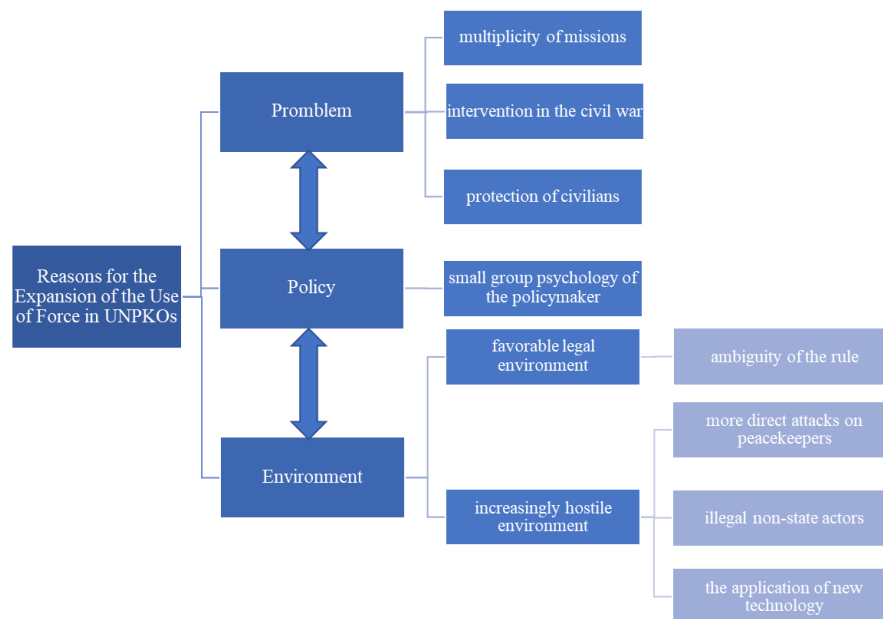 multiplicity of missions
Promblem
intervention in the civil war
protection of civilians
Reasons for the
Expansion of the Use
of Force in UNPKOs
Policy
small group psychology of
the policymaker
favorable legal
environment
ambiguity of the rule
more direct attacks on
peacekeepers
Environment
increasingly hostile
environment
illegal non-state actors
the application of new
technology